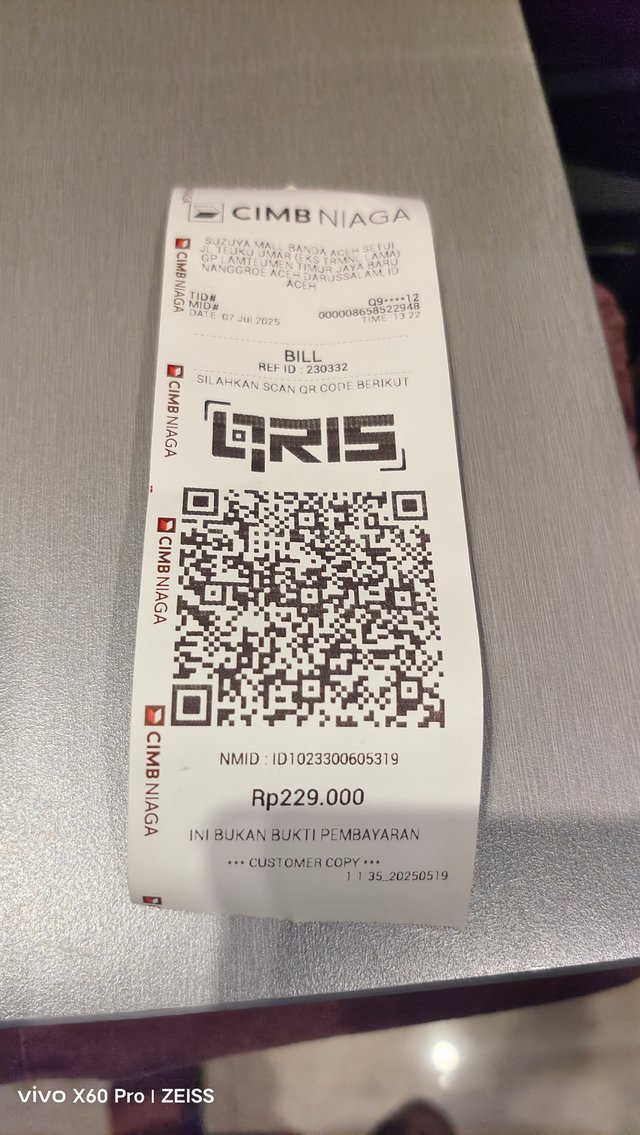 CIMB NIAGA
SUZUYA MALL BANDA ACEH SETUI
JL TEUKU UMAR (EKS TRMNL LAMA)
GP LAMTEUMEN TIMUR JAYA BARU
NANGGROE ACEH DARUSSALAM, ID
ACEH
TID# Q9****12
MID# 000008658522948
DATE 07 Jul 2025 TIME 13 22
BILL
REF ID : 230332
SILAHKAN SCAN QR CODE BERIKUT
QRIS
NMID : ID1023300605319
Rp229.000
INI BUKAN BUKTI PEMBAYARAN
*** CUSTOMER COPY ***
1 1 35_20250519
CIMB NIAGA
CIMB NIAGA
CIMB NIAGA
CIMB NIAGA
vivo X60 Pro | ZEISS